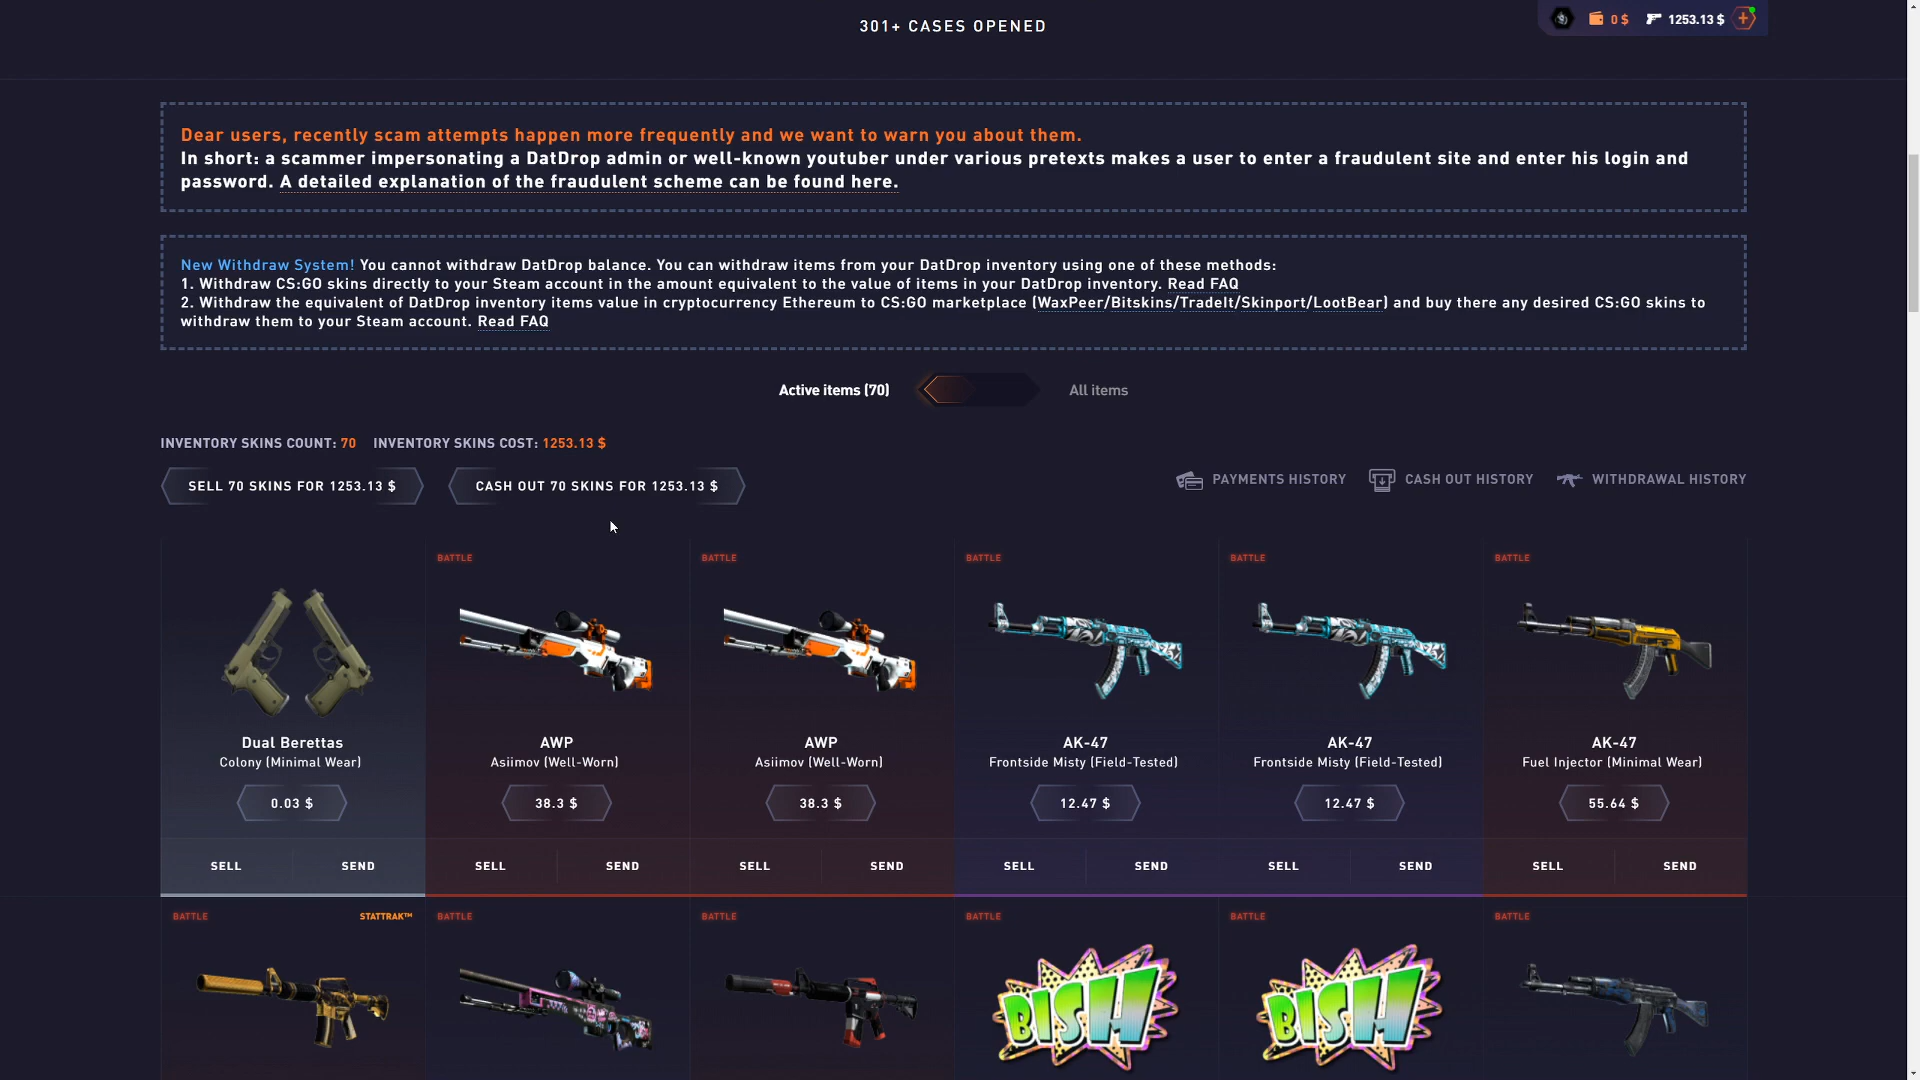 301+ CASES OPENED
0 $ 1253.13 $
Dear users, recently scam attempts happen more frequently and we want to warn you about them.
In short: a scammer impersonating a DatDrop admin or well-known youtuber under various pretexts makes a user to enter a fraudulent site and enter his login and
password. A detailed explanation of the fraudulent scheme can be found here.
New Withdraw System! You cannot withdraw DatDrop balance. You can withdraw items from your DatDrop inventory using one of these methods:
1. Withdraw CS:GO skins directly to your Steam account in the amount equivalent to the value of items in your DatDrop inventory. Read FAQ
2. Withdraw the equivalent of DatDrop inventory items value in cryptocurrency Ethereum to CS:GO marketplace (WaxPeer/Bitskins/TradeIt/Skinport/LootBear) and buy there any desired CS:GO skins to
withdraw them to your Steam account. Read FAQ
Active items (70) All items
INVENTORY SKINS COUNT: 70 INVENTORY SKINS COST: 1253.13 $
SELL 70 SKINS FOR 1253.13 $ CASH OUT 70 SKINS FOR 1253.13 $ PAYMENTS HISTORY CASH OUT HISTORY WITHDRAWAL HISTORY
BATTLE BATTLE BATTLE BATTLE BATTLE
Dual Berettas AWP AWP AK-47 AK-47 AK-47
Colony (Minimal Wear) Asiimov (Well-Worn) Asiimov (Well-Worn) Frontside Misty (Field-Tested) Frontside Misty (Field-Tested) Fuel Injector (Minimal Wear)
0.03 $ 38.3 $ 38.3 $ 12.47 $ 12.47 $ 55.64 $
SELL SEND SELL SEND SELL SEND SELL SEND SELL SEND SELL SEND
BATTLE STATTRAK™ BATTLE BATTLE BATTLE BATTLE BATTLE
BISH BISH